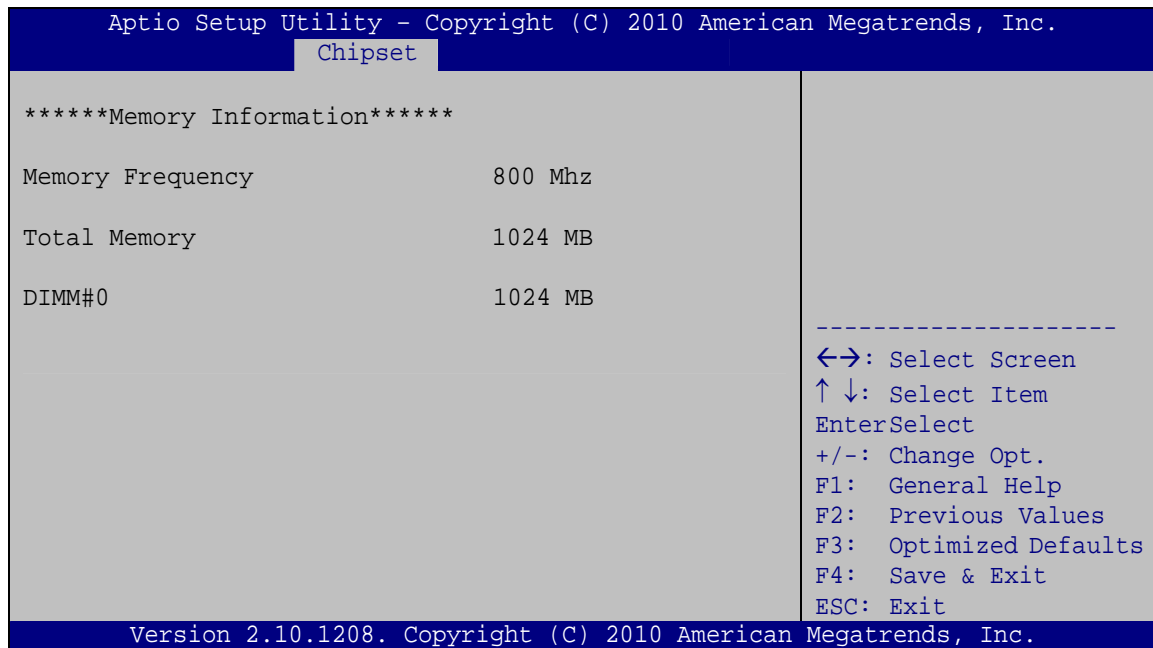 Aptio Setup Utility – Copyright (C) 2010 American Megatrends, Inc.
Chipset
******Memory Information******
Memory Frequency 800 Mhz
Total Memory 1024 MB
DIMM#0 1024 MB
---------------------
←→: Select Screen
↑ ↓: Select Item
EnterSelect
+/-: Change Opt.
F1: General Help
F2: Previous Values
F3: Optimized Defaults
F4: Save & Exit
ESC: Exit
Version 2.10.1208. Copyright (C) 2010 American Megatrends, Inc.